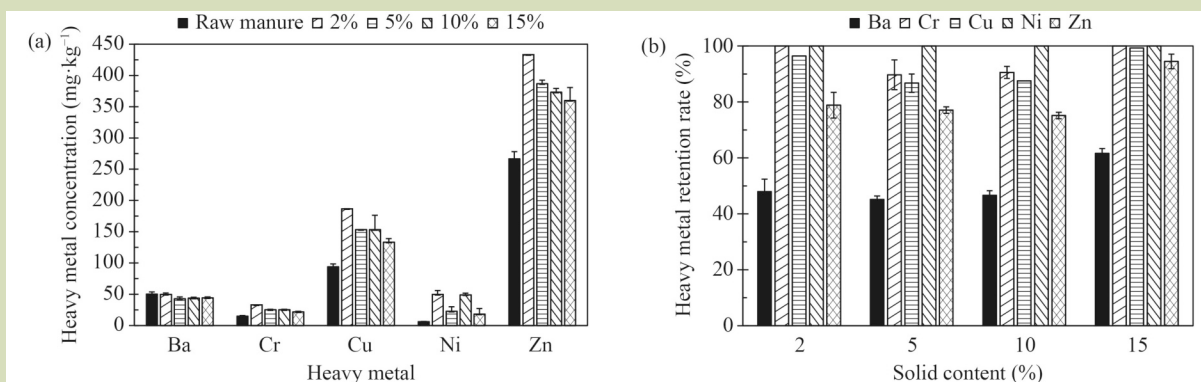 (a)
Raw manure 2% 5% 10% 15%
Heavy metal concentration (mg·kg⁻¹)
450
400
350
300
250
200
150
100
50
0
Ba Cr Cu Ni Zn
Heavy metal
(b)
Ba Cr Cu Ni Zn
Heavy metal retention rate (%)
100
80
60
40
20
0
2 5 10 15
Solid content (%)